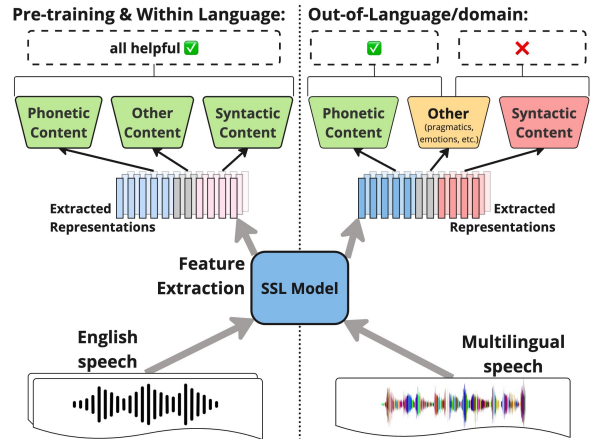 Pre-training & Within Language:
all helpful ✅
Phonetic
Content
Other
Content
Syntactic
Content
Extracted
Representations
Out-of-Language/domain:
✅
❌
Phonetic
Content
Other
(pragmatics,
emotions, etc.)
Syntactic
Content
Extracted
Representations
Feature
Extraction
SSL Model
English
speech
Multilingual
speech